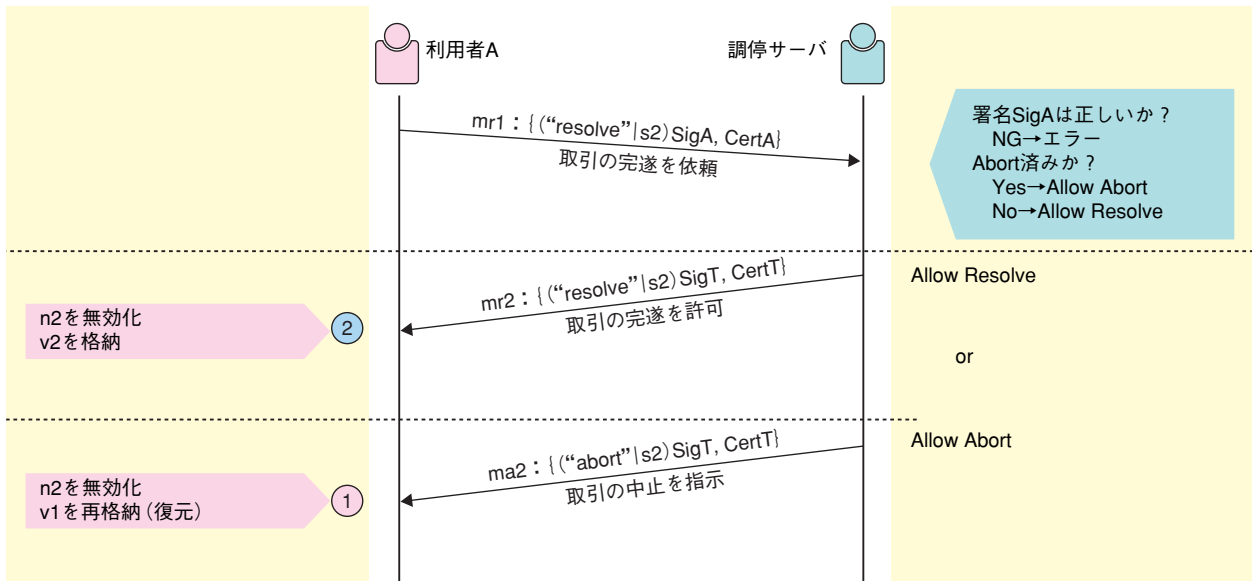 利用者A
調停サーバ
mr1：{(“resolve”|s2)SigA, CertA}
取引の完遂を依頼
署名SigAは正しいか？
NG→エラー
Abort済みか？
Yes→Allow Abort
No→Allow Resolve
mr2：{(“resolve”|s2)SigT, CertT}
取引の完遂を許可
Allow Resolve
n2を無効化
v2を格納
2
or
ma2：{(“abort”|s2)SigT, CertT}
取引の中止を指示
Allow Abort
n2を無効化
v1を再格納（復元）
1